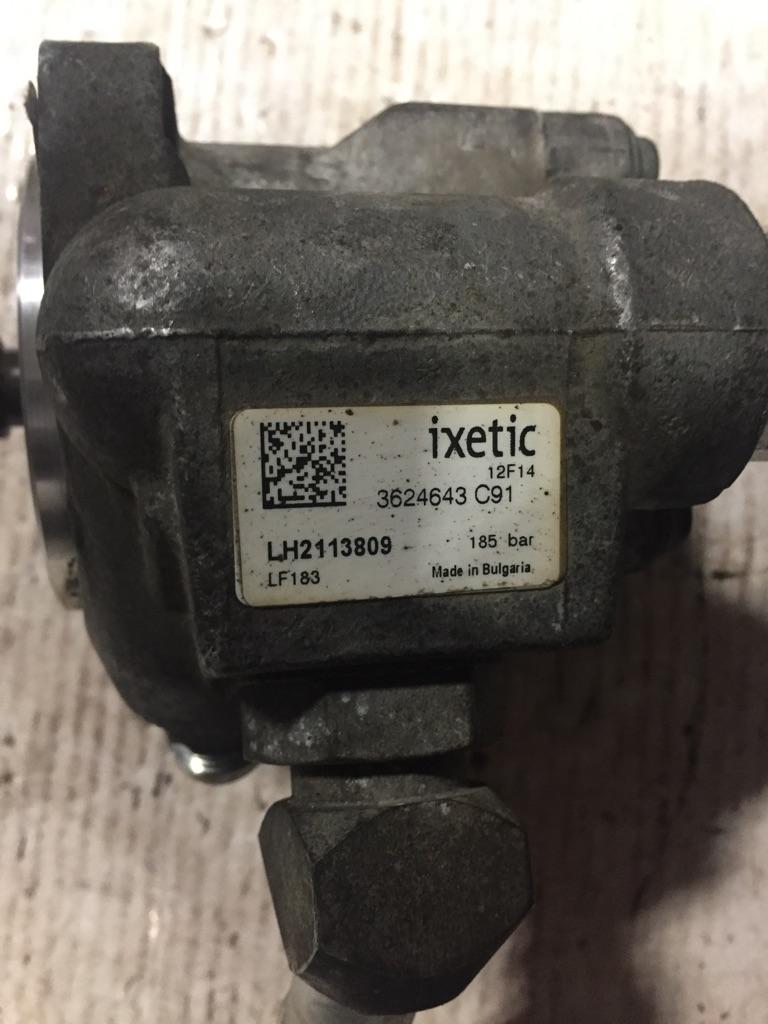 ixetic
12F14
3624643 C91
LH2113809 185 bar
LF183 Made in Bulgaria